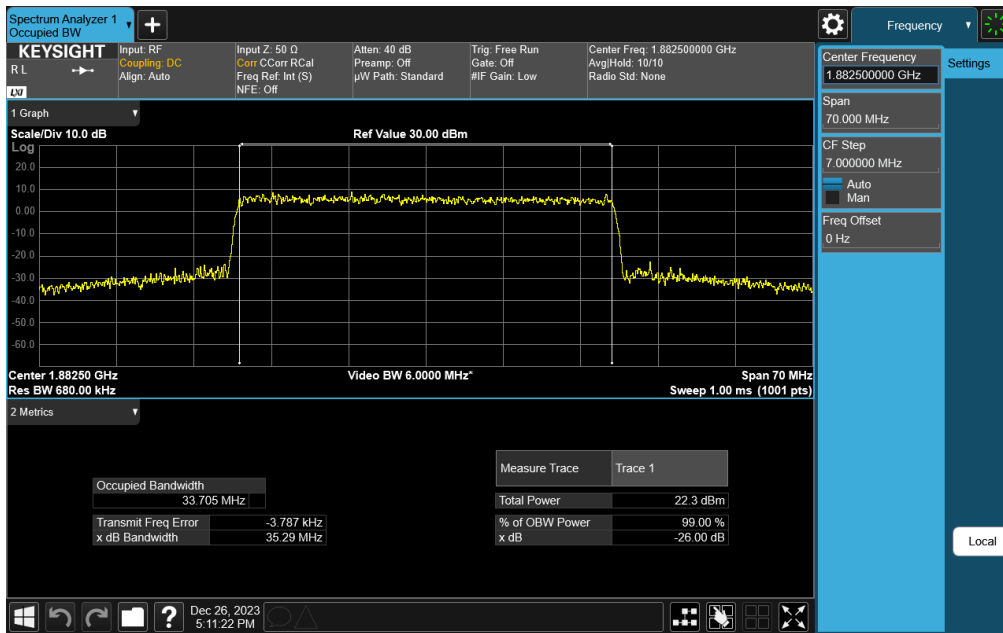 Spectrum Analyzer 1
Occupied BW
Frequency
KEYSIGHT
R L
LXI
Input: RF
Coupling: DC
Align: Auto
Input Z: 50 Ω
Corr CCorr RCal
Freq Ref: Int (S)
NFE: Off
Atten: 40 dB
Preamp: Off
µW Path: Standard
Trig: Free Run
Gate: Off
#IF Gain: Low
Center Freq: 1.882500000 GHz
Avg|Hold: 10/10
Radio Std: None
Center Frequency
1.882500000 GHz
Settings
Span
70.000 MHz
CF Step
7.000000 MHz
Auto
Man
Freq Offset
0 Hz
Local
1 Graph
Scale/Div 10.0 dB
Ref Value 30.00 dBm
Log
20.0
10.0
0.00
-10.0
-20.0
-30.0
-40.0
-50.0
-60.0
Center 1.88250 GHz
Video BW 6.0000 MHz*
Span 70 MHz
Res BW 680.00 kHz
Sweep 1.00 ms (1001 pts)
2 Metrics
Measure Trace Trace 1
Occupied Bandwidth
33.705 MHz
Total Power 22.3 dBm
Transmit Freq Error -3.787 kHz
% of OBW Power 99.00 %
x dB Bandwidth 35.29 MHz
x dB -26.00 dB
?
Dec 26, 2023
5:11:22 PM